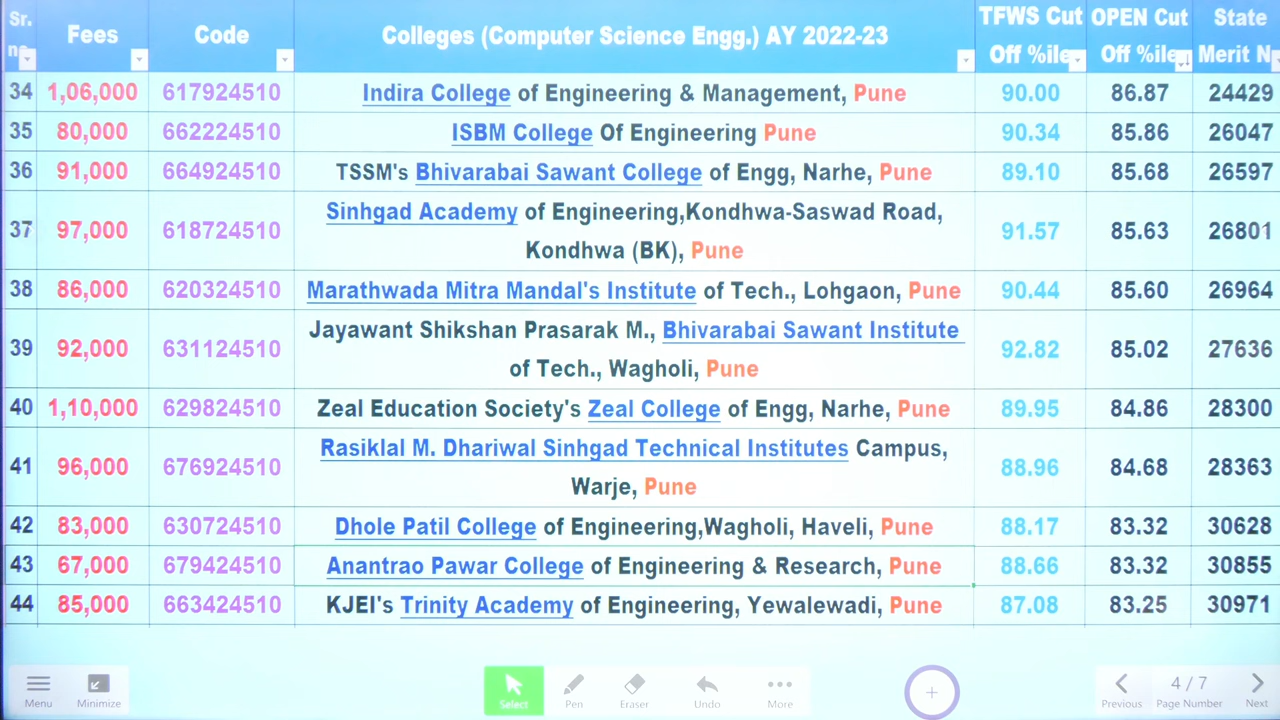 Sr. no Fees Code Colleges (Computer Science Engg.) AY 2022-23 TFWS Cut Off %ile OPEN Cut Off %ile State Merit N
34 1,06,000 617924510 Indira College of Engineering & Management, Pune 90.00 86.87 24429
35 80,000 662224510 ISBM College Of Engineering Pune 90.34 85.86 26047
36 91,000 664924510 TSSM's Bhivarabai Sawant College of Engg, Narhe, Pune 89.10 85.68 26597
37 97,000 618724510 Sinhgad Academy of Engineering,Kondhwa-Saswad Road, Kondhwa (BK), Pune 91.57 85.63 26801
38 86,000 620324510 Marathwada Mitra Mandal's Institute of Tech., Lohgaon, Pune 90.44 85.60 26964
39 92,000 631124510 Jayawant Shikshan Prasarak M., Bhivarabai Sawant Institute of Tech., Wagholi, Pune 92.82 85.02 27636
40 1,10,000 629824510 Zeal Education Society's Zeal College of Engg, Narhe, Pune 89.95 84.86 28300
41 96,000 676924510 Rasiklal M. Dhariwal Sinhgad Technical Institutes Campus, Warje, Pune 88.96 84.68 28363
42 83,000 630724510 Dhole Patil College of Engineering,Wagholi, Haveli, Pune 88.17 83.32 30628
43 67,000 679424510 Anantrao Pawar College of Engineering & Research, Pune 88.66 83.32 30855
44 85,000 663424510 KJEI's Trinity Academy of Engineering, Yewalewadi, Pune 87.08 83.25 30971
Menu Minimize Select Pen Eraser Undo More Previous 4 / 7 Page Number Next